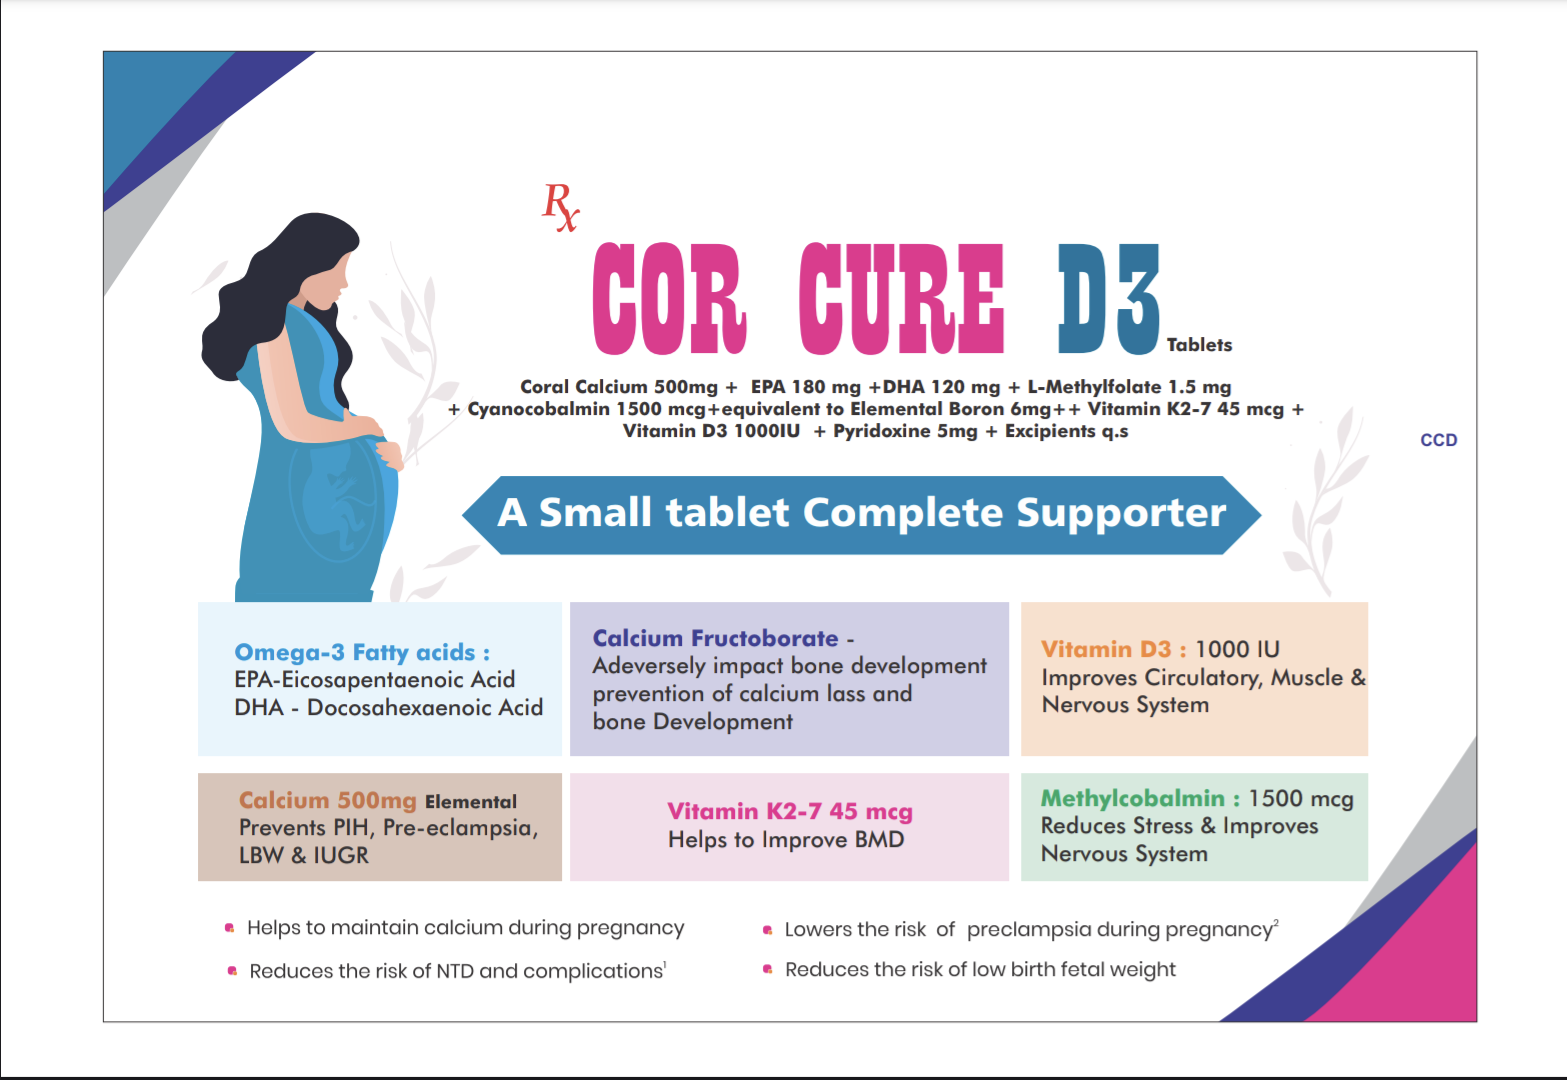 Rx
COR CURE D3
Tablets
Coral Calcium 500mg + EPA 180 mg +DHA 120 mg + L-Methylfolate 1.5 mg
+ Cyanocobalmin 1500 mcg+equivalent to Elemental Boron 6mg++ Vitamin K2-7 45 mcg +
Vitamin D3 1000IU + Pyridoxine 5mg + Excipients q.s
CCD
A Small tablet Complete Supporter
Omega-3 Fatty acids :
EPA-Eicosapentaenoic Acid
DHA - Docosahexaenoic Acid
Calcium Fructoborate -
Adeversely impact bone development
prevention of calcium lass and
bone Development
Vitamin D3 : 1000 IU
Improves Circulatory, Muscle &
Nervous System
Calcium 500mg Elemental
Prevents PIH, Pre-eclampsia,
LBW & IUGR
Vitamin K2-7 45 mcg
Helps to Improve BMD
Methylcobalmin : 1500 mcg
Reduces Stress & Improves
Nervous System
Helps to maintain calcium during pregnancy
Reduces the risk of NTD and complications¹
Lowers the risk of preclampsia during pregnancy²
Reduces the risk of low birth fetal weight